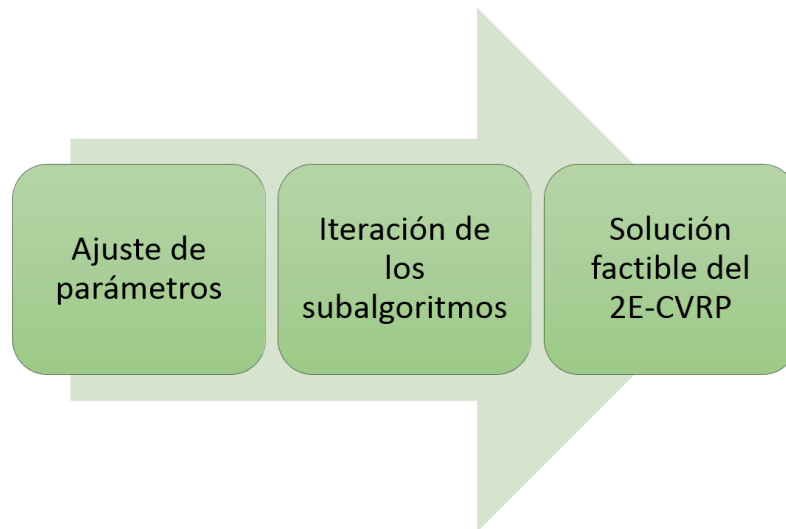 Ajuste de
parámetros
Iteración de
los
subalgoritmos
Solución
factible del
2E-CVRP